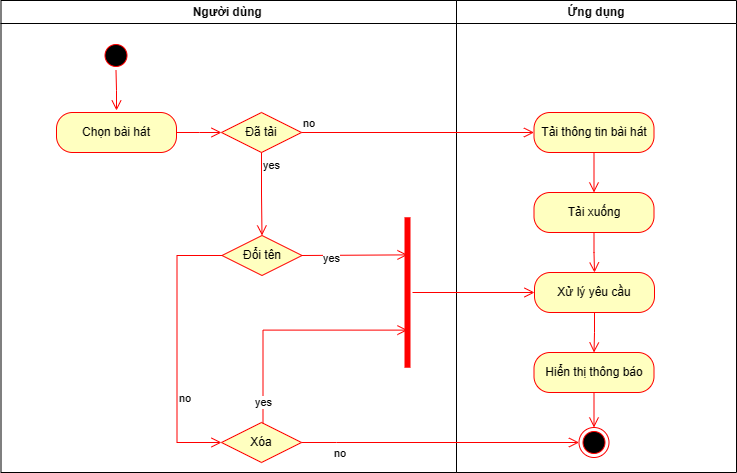 Người dùng
Ứng dụng
Chọn bài hát
Đã tải
no
Tải thông tin bài hát
yes
Tải xuống
Đổi tên
yes
Xử lý yêu cầu
Hiển thị thông báo
no
yes
Xóa
no